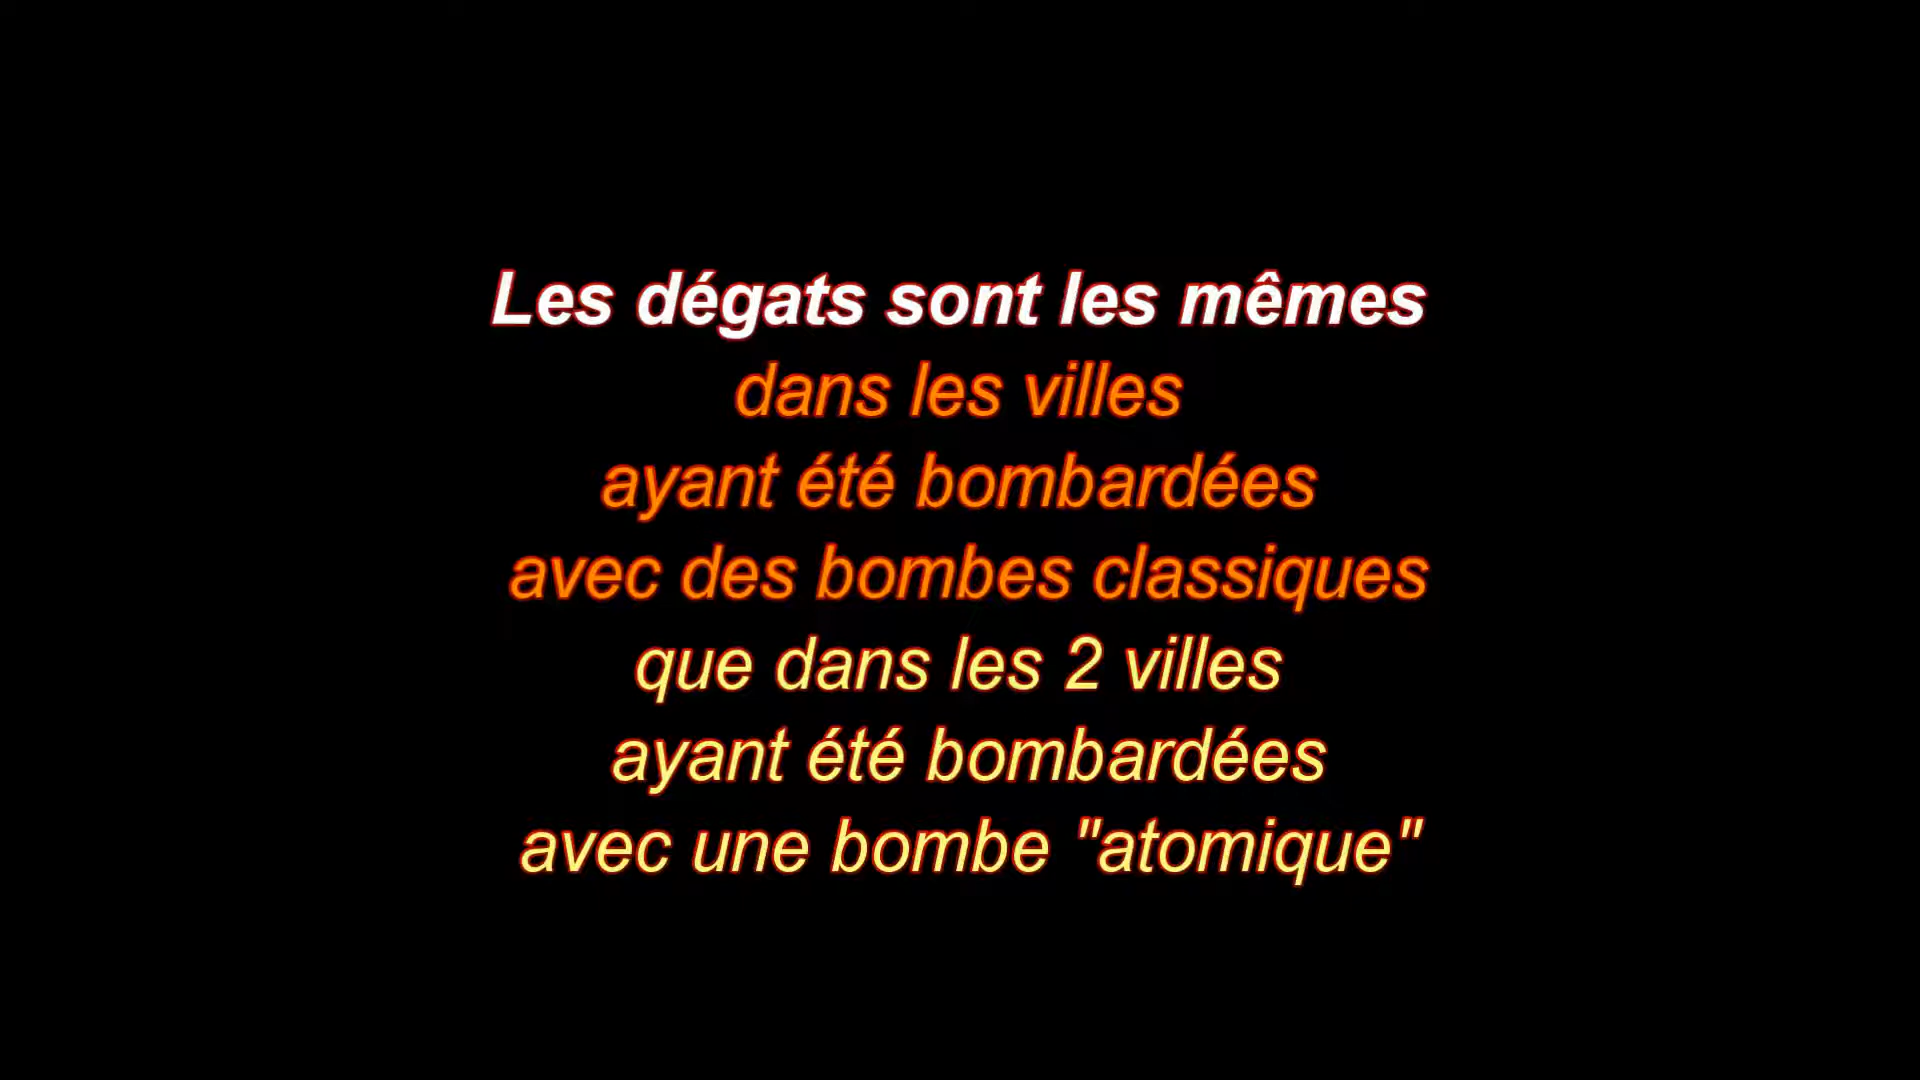 Les dégats sont les mêmes
dans les villes
ayant été bombardées
avec des bombes classiques
que dans les 2 villes
ayant été bombardées
avec une bombe "atomique"